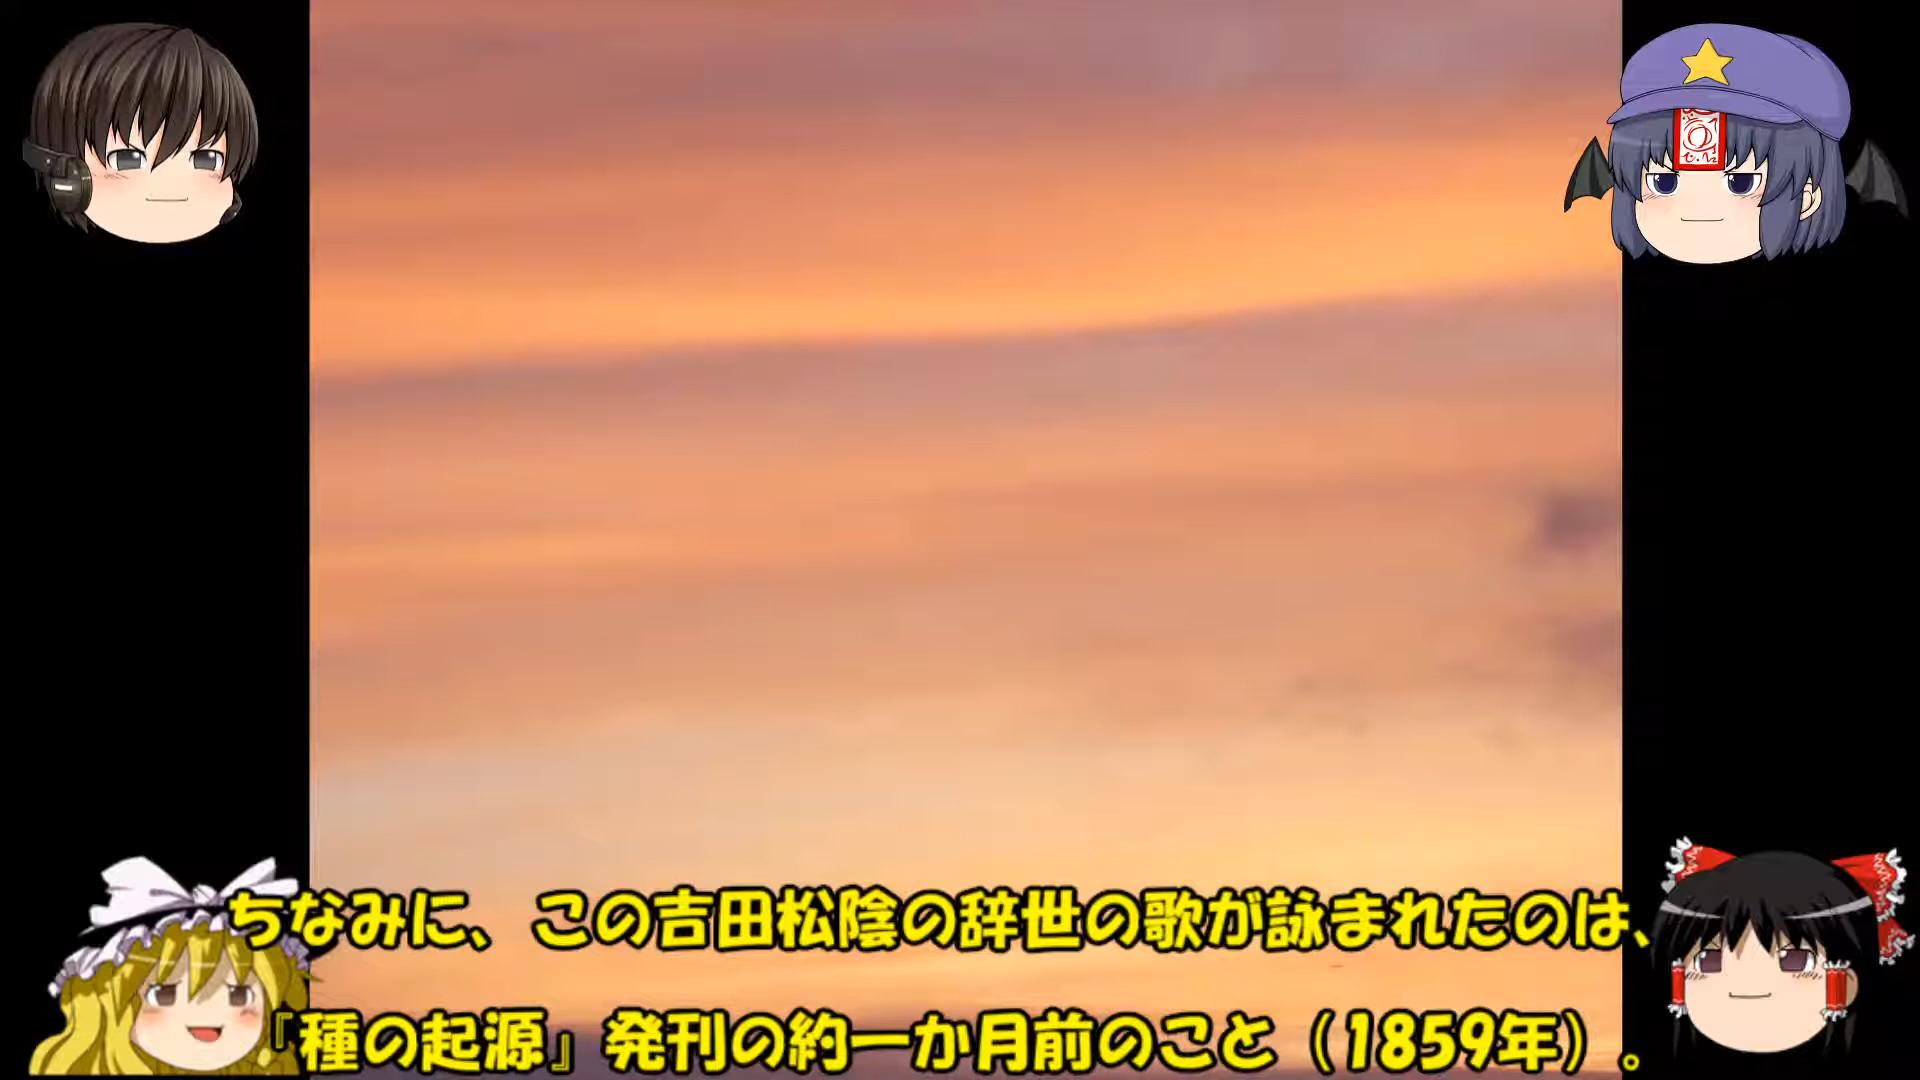 ちなみに、この吉田松陰の辞世の歌が詠まれたのは、
『種の起源』発刊の約一か月前のこと（1859年）。